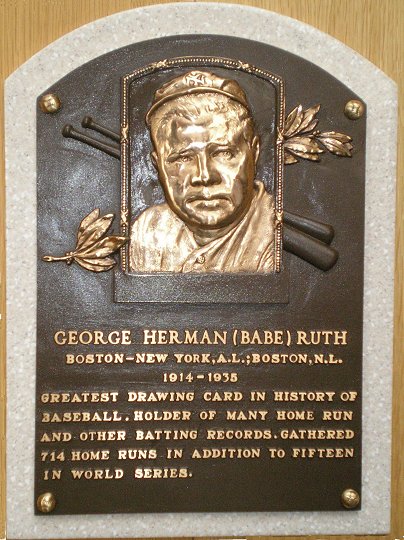 NY
GEORGE HERMAN (BABE) RUTH
BOSTON-NEW YORK, A.L.; BOSTON, N.L.
1914-1935
GREATEST DRAWING CARD IN HISTORY OF
BASEBALL. HOLDER OF MANY HOME RUN
AND OTHER BATTING RECORDS. GATHERED
714 HOME RUNS IN ADDITION TO FIFTEEN
IN WORLD SERIES.